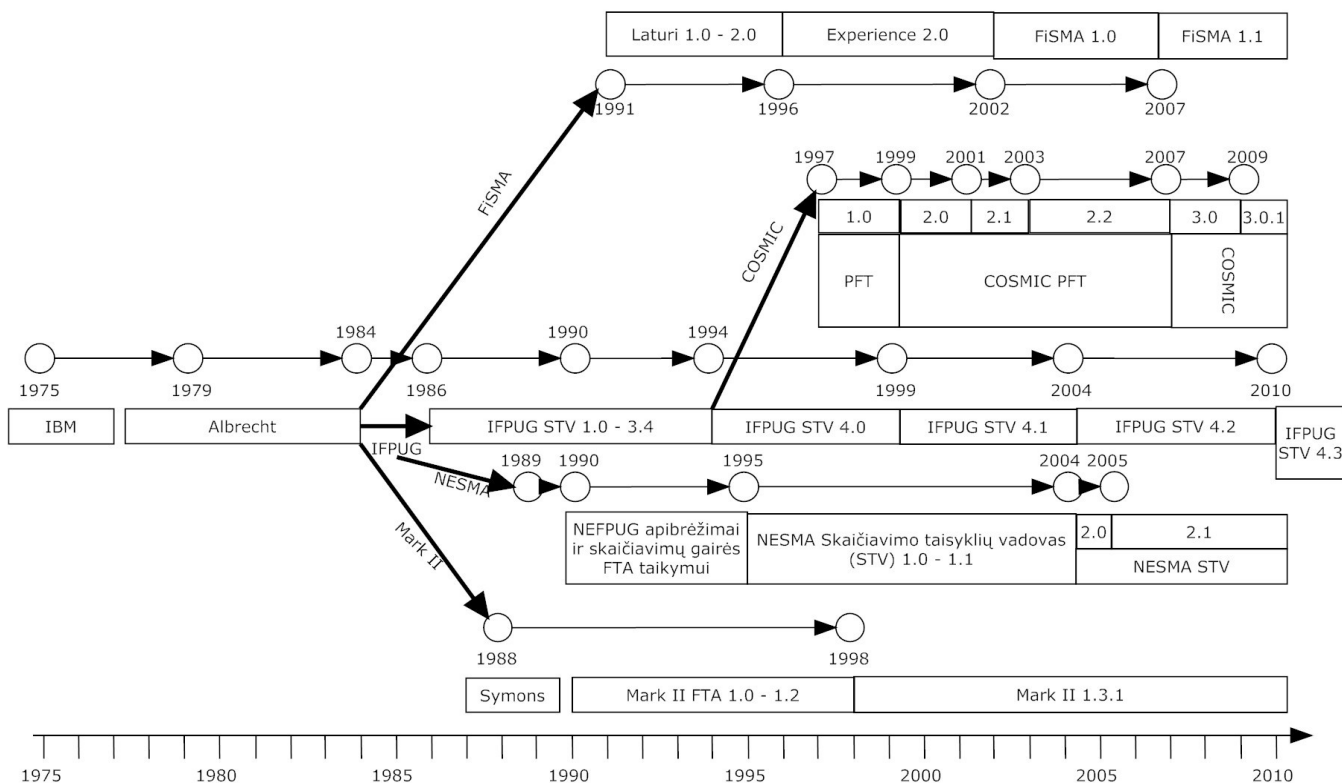 Laturi 1.0 - 2.0
Experience 2.0
FiSMA 1.0
FiSMA 1.1
1991
1996
2002
2007
FiSMA
1997
1999
2001
2003
2007
2009
1.0
2.0
2.1
2.2
3.0
3.0.1
PFT
COSMIC PFT
COSMIC
COSMIC
1984
1990
1994
1975
1979
1986
1999
2004
2010
IBM
Albrecht
IFPUG STV 1.0 - 3.4
IFPUG STV 4.0
IFPUG STV 4.1
IFPUG STV 4.2
IFPUG
STV 4.3
IFPUG
NESMA
1989
1990
1995
2004
2005
Mark II
NEFPUG apibrėžimai
ir skaičiavimų gairės
FTA taikymui
NESMA Skaičiavimo taisyklių vadovas
(STV) 1.0 - 1.1
2.0
2.1
NESMA STV
1988
1998
Symons
Mark II FTA 1.0 - 1.2
Mark II 1.3.1
1975
1980
1985
1990
1995
2000
2005
2010